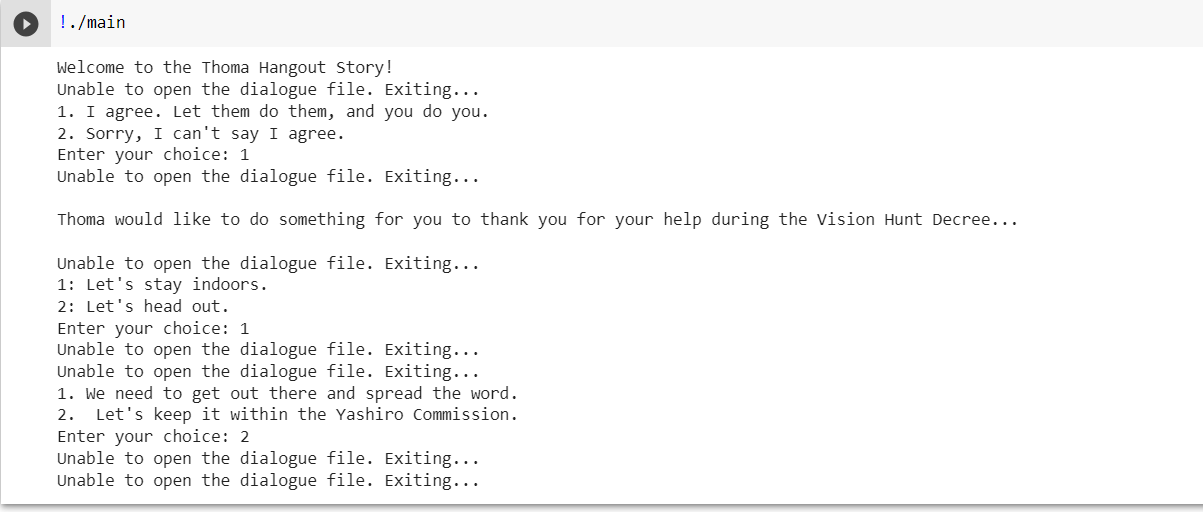 !./main
Welcome to the Thoma Hangout Story!
Unable to open the dialogue file. Exiting...
1. I agree. Let them do them, and you do you.
2. Sorry, I can't say I agree.
Enter your choice: 1
Unable to open the dialogue file. Exiting...
Thoma would like to do something for you to thank you for your help during the Vision Hunt Decree...
Unable to open the dialogue file. Exiting...
1: Let's stay indoors.
2: Let's head out.
Enter your choice: 1
Unable to open the dialogue file. Exiting...
Unable to open the dialogue file. Exiting...
1. We need to get out there and spread the word.
2.  Let's keep it within the Yashiro Commission.
Enter your choice: 2
Unable to open the dialogue file. Exiting...
Unable to open the dialogue file. Exiting...